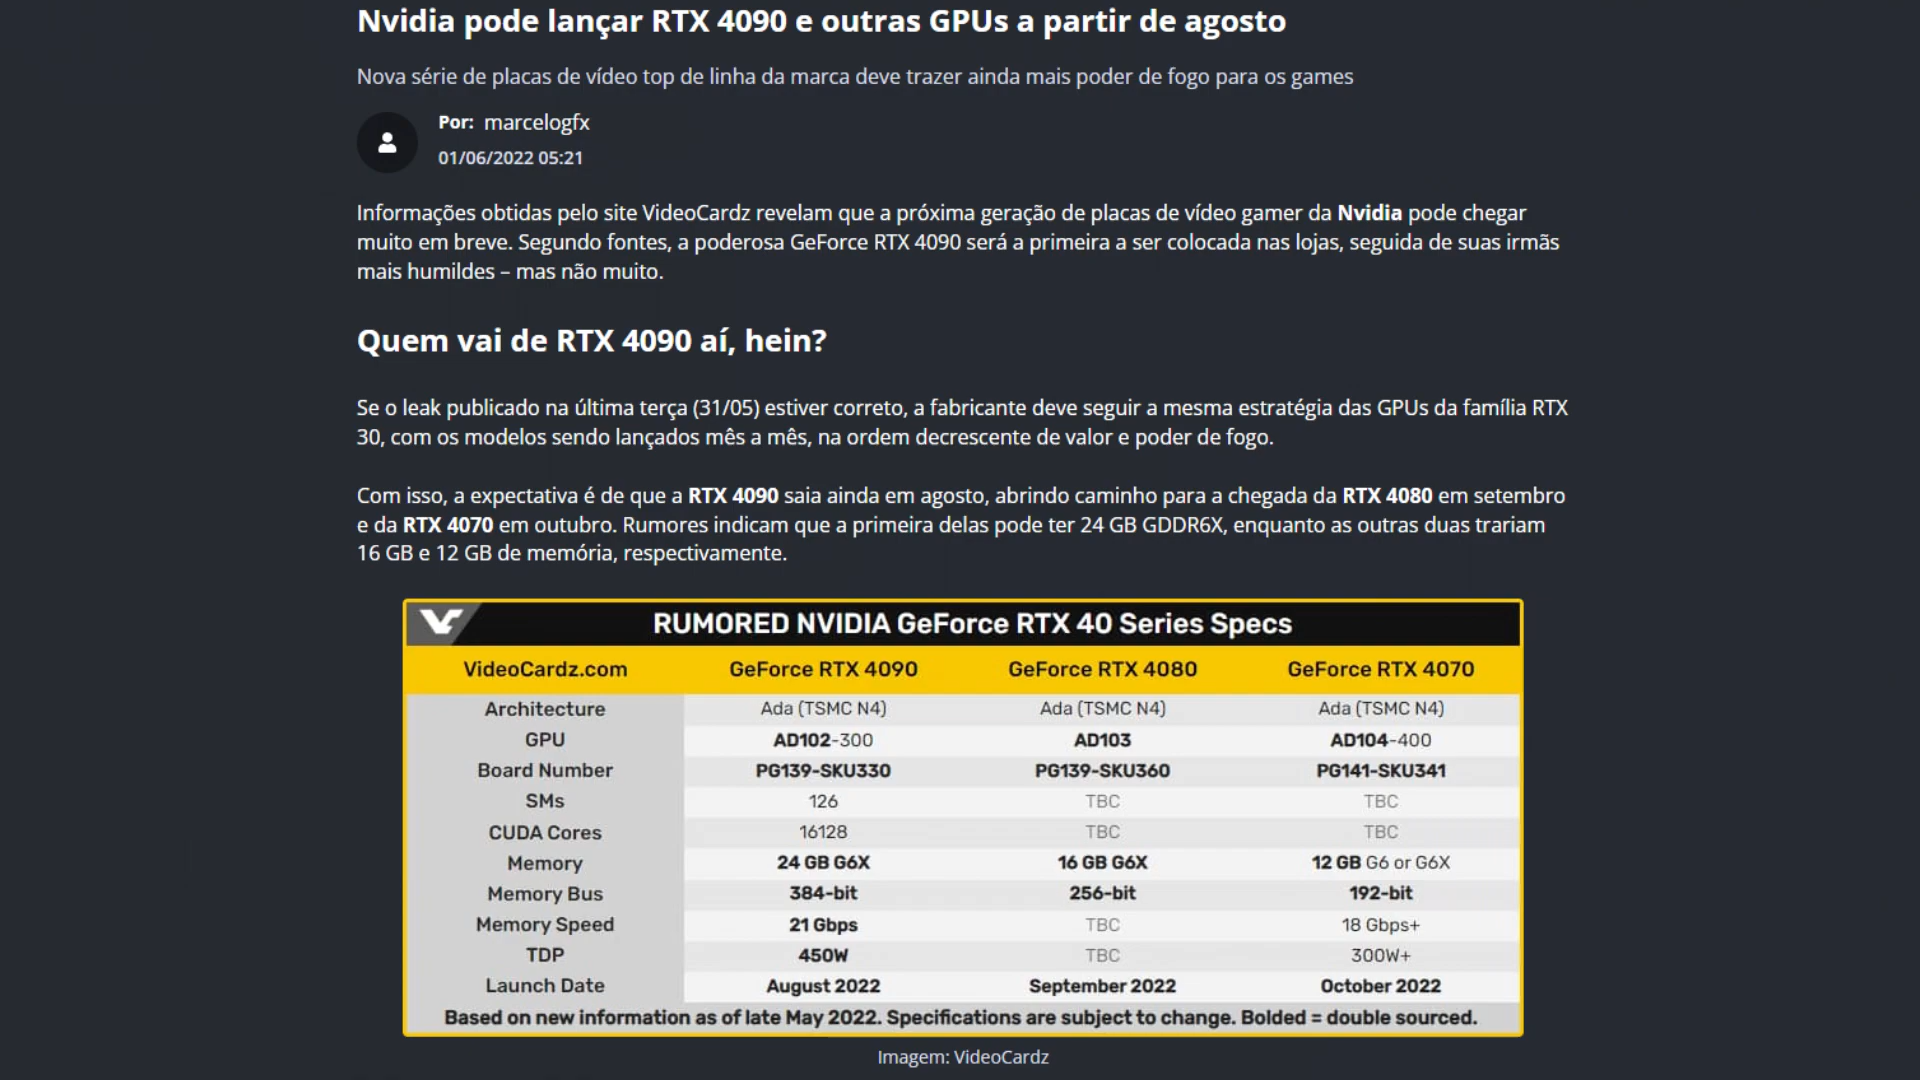 Nvidia pode lançar RTX 4090 e outras GPUs a partir de agosto
Nova série de placas de vídeo top de linha da marca deve trazer ainda mais poder de fogo para os games
Por: marcelogfx
01/06/2022 05:21
Informações obtidas pelo site VideoCardz revelam que a próxima geração de placas de vídeo gamer da Nvidia pode chegar
muito em breve. Segundo fontes, a poderosa GeForce RTX 4090 será a primeira a ser colocada nas lojas, seguida de suas irmãs
mais humildes – mas não muito.
Quem vai de RTX 4090 aí, hein?
Se o leak publicado na última terça (31/05) estiver correto, a fabricante deve seguir a mesma estratégia das GPUs da família RTX
30, com os modelos sendo lançados mês a mês, na ordem decrescente de valor e poder de fogo.
Com isso, a expectativa é de que a RTX 4090 saia ainda em agosto, abrindo caminho para a chegada da RTX 4080 em setembro
e da RTX 4070 em outubro. Rumores indicam que a primeira delas pode ter 24 GB GDDR6X, enquanto as outras duas trariam
16 GB e 12 GB de memória, respectivamente.
RUMORED NVIDIA GeForce RTX 40 Series Specs
VideoCardz.com GeForce RTX 4090 GeForce RTX 4080 GeForce RTX 4070
Architecture Ada (TSMC N4) Ada (TSMC N4) Ada (TSMC N4)
GPU AD102-300 AD103 AD104-400
Board Number PG139-SKU330 PG139-SKU360 PG141-SKU341
SMs 126 TBC TBC
CUDA Cores 16128 TBC TBC
Memory 24 GB G6X 16 GB G6X 12 GB G6 or G6X
Memory Bus 384-bit 256-bit 192-bit
Memory Speed 21 Gbps TBC 18 Gbps+
TDP 450W TBC 300W+
Launch Date August 2022 September 2022 October 2022
Based on new information as of late May 2022. Specifications are subject to change. Bolded = double sourced.
Imagem: VideoCardz